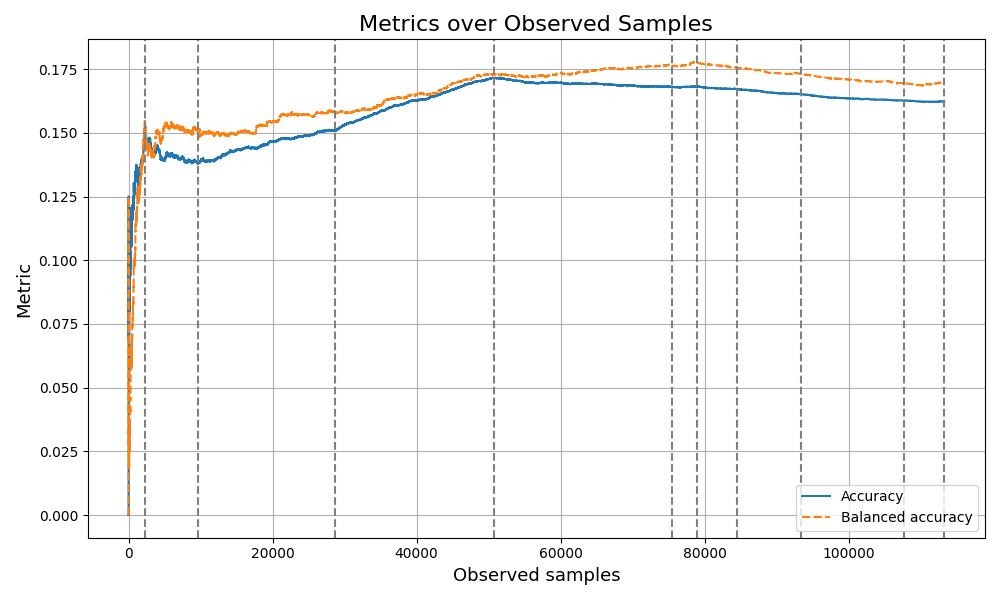 Metrics over Observed Samples
0.175
0.150
0.125
0.100
0.075
0.050
0.025
0.000
Metric
0
20000
40000
60000
80000
100000
Observed samples
Accuracy
Balanced accuracy